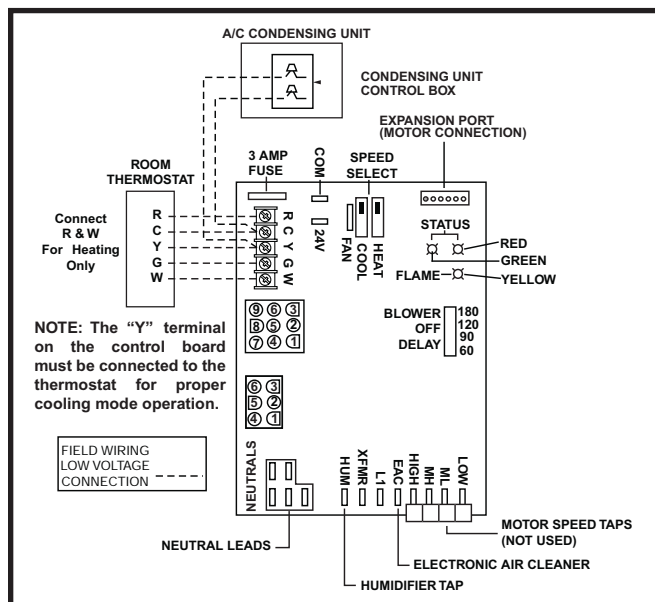 A/C CONDENSING UNIT
CONDENSING UNIT
CONTROL BOX
EXPANSION PORT
(MOTOR CONNECTION)
3 AMP
FUSE
COM
SPEED
SELECT
ROOM
THERMOSTAT
Connect
R & W
For Heating
Only
R
C
Y
G
W
R
C
Y
G
W
24V
FAN
COOL
HEAT
STATUS
RED
GREEN
FLAME
YELLOW
9 6 3
8 5 2
7 4 1
BLOWER
OFF
DELAY
180
120
90
60
NOTE: The “Y” terminal
on the control board
must be connected to the
thermostat for proper
cooling mode operation.
6 3
5 2
4 1
FIELD WIRING
LOW VOLTAGE
CONNECTION
NEUTRALS
HUM
XFMR
L1
EAC
HIGH
MH
ML
LOW
NEUTRAL LEADS
MOTOR SPEED TAPS
(NOT USED)
ELECTRONIC AIR CLEANER
HUMIDIFIER TAP